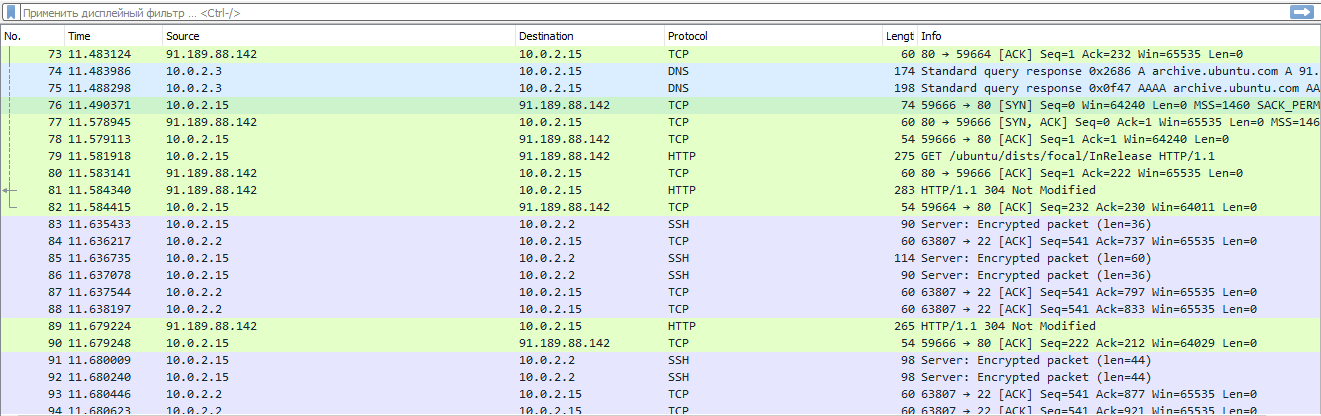 Применить дисплейный фильтр ... <Ctrl-/>
No. Time Source Destination Protocol Lengt Info
73 11.483124 91.189.88.142 10.0.2.15 TCP 60 80 → 59664 [ACK] Seq=1 Ack=232 Win=65535 Len=0
74 11.483986 10.0.2.3 10.0.2.15 DNS 174 Standard query response 0x2686 A archive.ubuntu.com A 91.
75 11.488298 10.0.2.3 10.0.2.15 DNS 198 Standard query response 0x0f47 AAAA archive.ubuntu.com AA
76 11.490371 10.0.2.15 91.189.88.142 TCP 74 59666 → 80 [SYN] Seq=0 Win=64240 Len=0 MSS=1460 SACK_PERM
77 11.578945 91.189.88.142 10.0.2.15 TCP 60 80 → 59666 [SYN, ACK] Seq=0 Ack=1 Win=65535 Len=0 MSS=146
78 11.579113 10.0.2.15 91.189.88.142 TCP 54 59666 → 80 [ACK] Seq=1 Ack=1 Win=64240 Len=0
79 11.581918 10.0.2.15 91.189.88.142 HTTP 275 GET /ubuntu/dists/focal/InRelease HTTP/1.1
80 11.583141 91.189.88.142 10.0.2.15 TCP 60 80 → 59666 [ACK] Seq=1 Ack=222 Win=65535 Len=0
81 11.584340 91.189.88.142 10.0.2.15 HTTP 283 HTTP/1.1 304 Not Modified
82 11.584415 10.0.2.15 91.189.88.142 TCP 54 59664 → 80 [ACK] Seq=232 Ack=230 Win=64011 Len=0
83 11.635433 10.0.2.15 10.0.2.2 SSH 90 Server: Encrypted packet (len=36)
84 11.636217 10.0.2.2 10.0.2.15 TCP 60 63807 → 22 [ACK] Seq=541 Ack=737 Win=65535 Len=0
85 11.636735 10.0.2.15 10.0.2.2 SSH 114 Server: Encrypted packet (len=60)
86 11.637078 10.0.2.15 10.0.2.2 SSH 90 Server: Encrypted packet (len=36)
87 11.637544 10.0.2.2 10.0.2.15 TCP 60 63807 → 22 [ACK] Seq=541 Ack=797 Win=65535 Len=0
88 11.638197 10.0.2.2 10.0.2.15 TCP 60 63807 → 22 [ACK] Seq=541 Ack=833 Win=65535 Len=0
89 11.679224 91.189.88.142 10.0.2.15 HTTP 265 HTTP/1.1 304 Not Modified
90 11.679248 10.0.2.15 91.189.88.142 TCP 54 59666 → 80 [ACK] Seq=222 Ack=212 Win=64029 Len=0
91 11.680009 10.0.2.15 10.0.2.2 SSH 98 Server: Encrypted packet (len=44)
92 11.680240 10.0.2.15 10.0.2.2 SSH 98 Server: Encrypted packet (len=44)
93 11.680446 10.0.2.2 10.0.2.15 TCP 60 63807 → 22 [ACK] Seq=541 Ack=877 Win=65535 Len=0
94 11.680623 10.0.2.2 10.0.2.15 TCP 60 63807 → 22 [ACK] Seq=541 Ack=921 Win=65535 Len=0